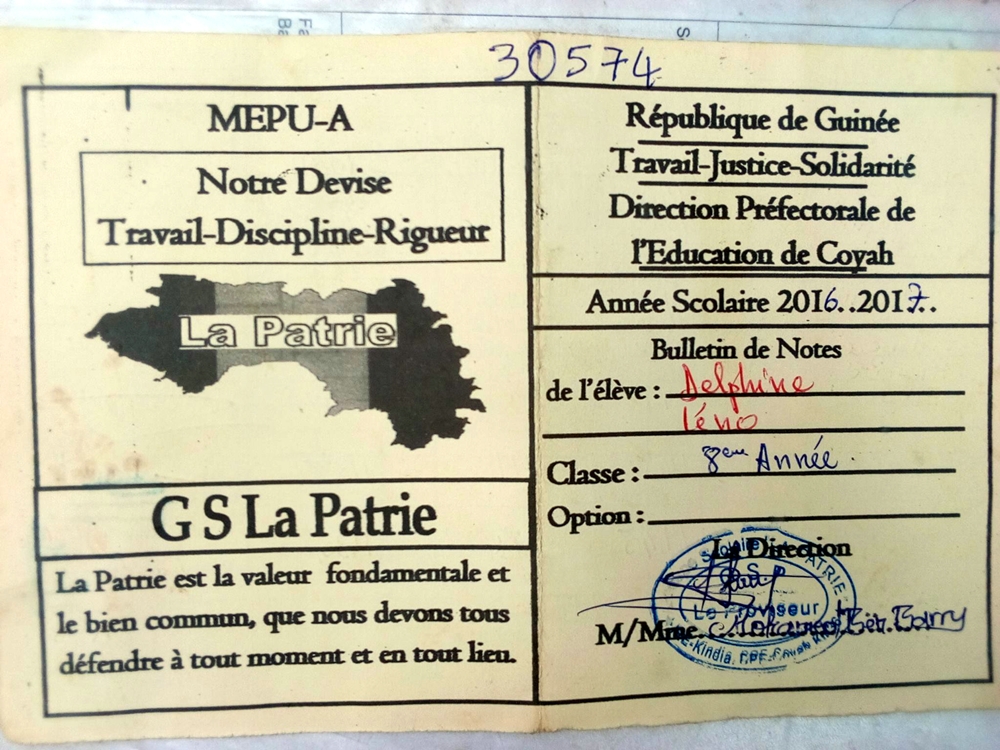 30574
MEPU-A
Notre Devise
Travail-Discipline-Rigueur
La Patrie
G S La Patrie
La Patrie est la valeur fondamentale et
le bien commun, que nous devons tous
défendre à tout moment et en tout lieu.
République de Guinée
Travail-Justice-Solidarité
Direction Préfectorale de
l'Education de Coyah
Année Scolaire 2016..2017..
Bulletin de Notes
de l'élève : Delphine
léno
Classe : 8ème Année
Option :
La Direction
PATRIE
Le Proviseur
M/Mme. Barry
Kindia